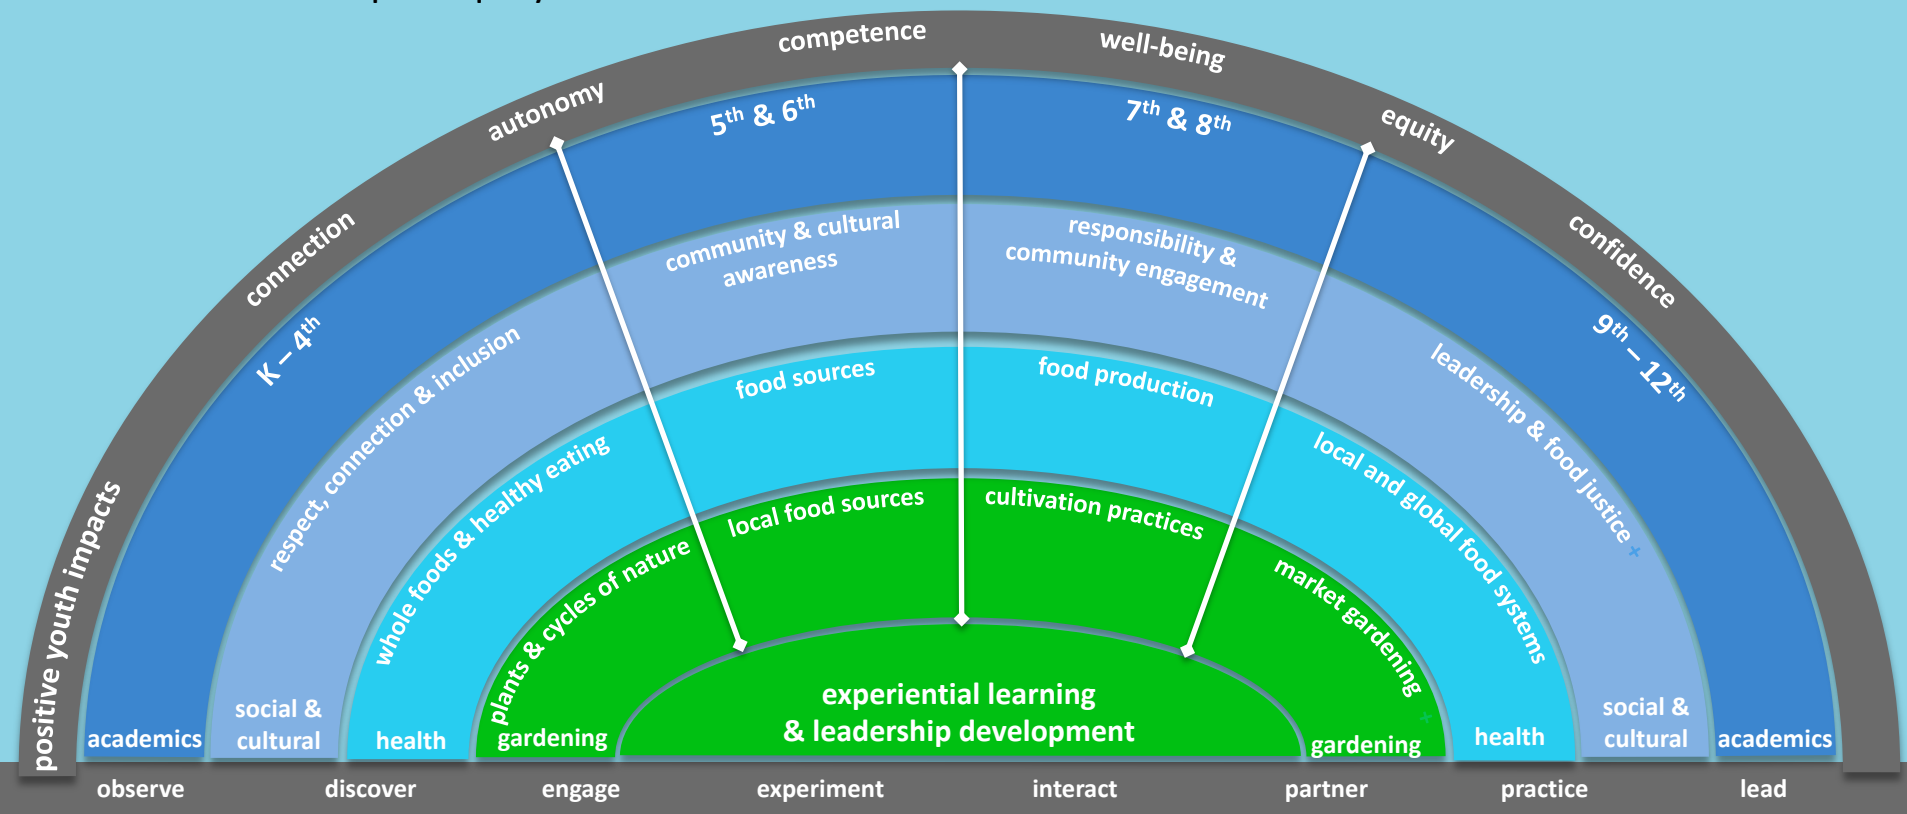 positive youth impacts
connection
autonomy
competence
well-being
equity
confidence
K – 4th
5th & 6th
7th & 8th
9th – 12th
respect, connection & inclusion
community & cultural
awareness
responsibility &
community engagement
leadership & food justice +
whole foods & healthy eating
food sources
food production
local and global food systems
plants & cycles of nature
local food sources
cultivation practices
market gardening +
experiential learning
& leadership development
academics
social &
cultural
health
gardening
gardening
health
social &
cultural
academics
observe
discover
engage
experiment
interact
partner
practice
lead